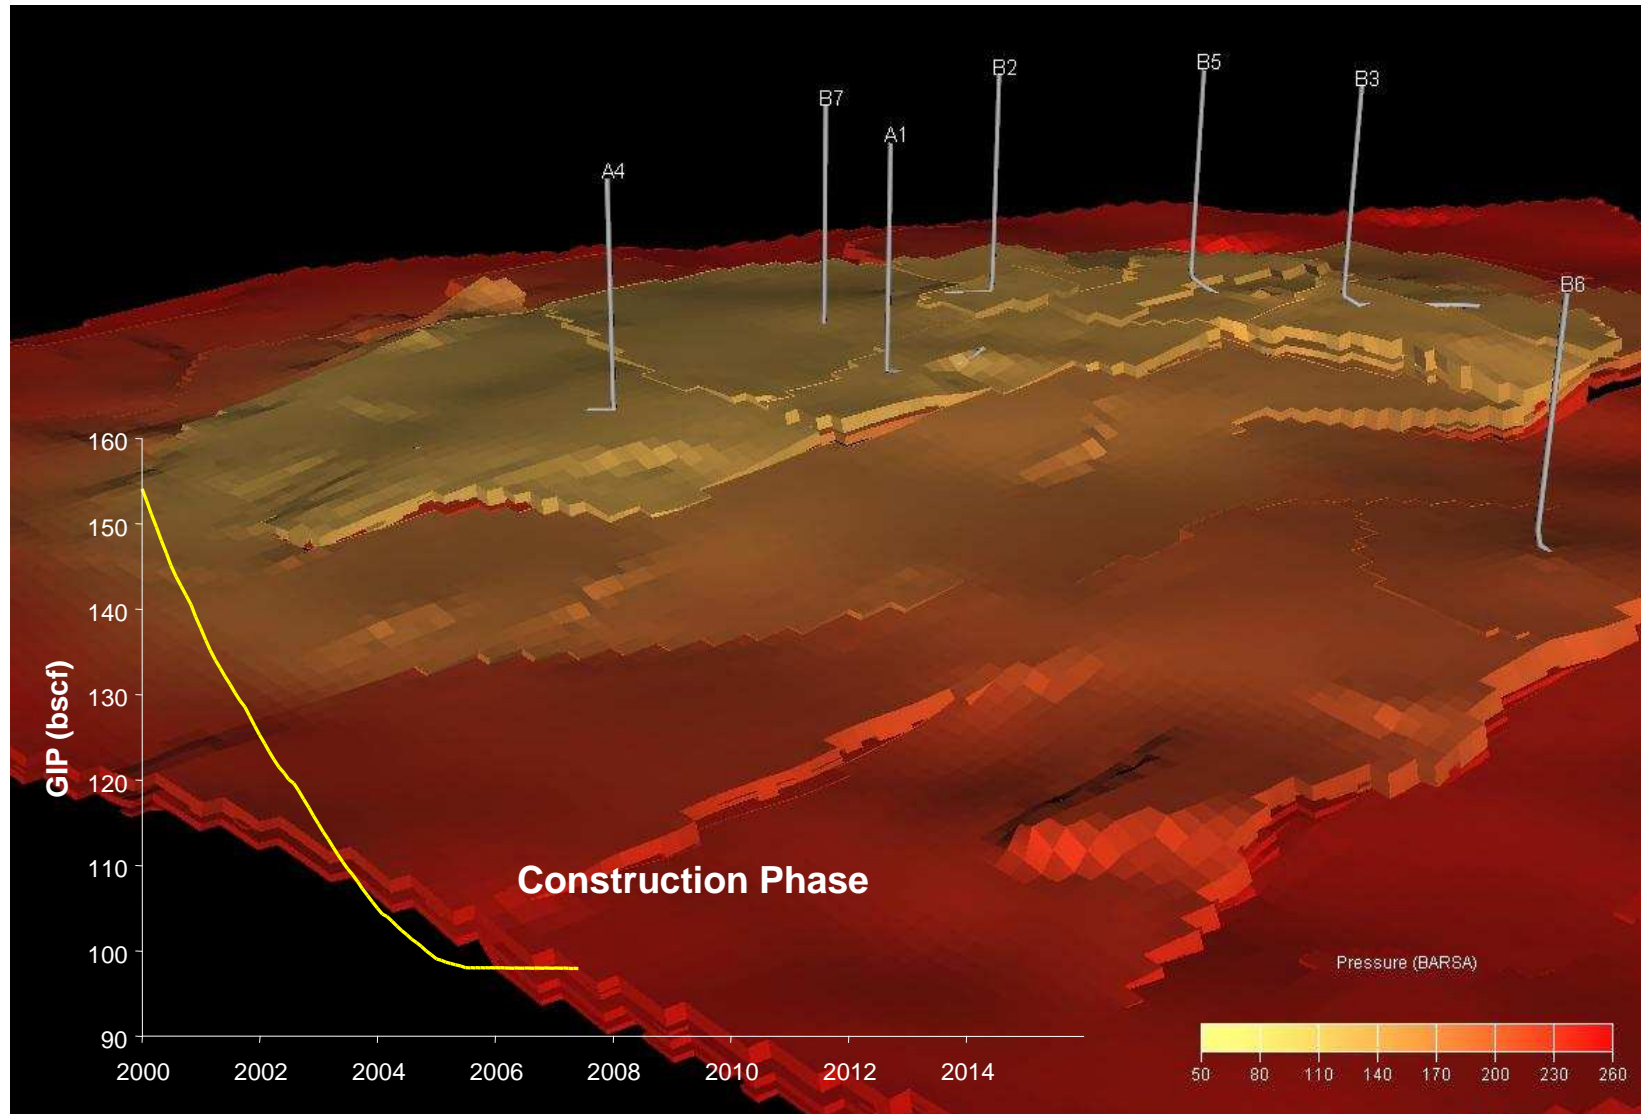 B2
B5
B3
B7
A1
A4
B6
160
150
140
130
120
110
100
90
GIP (bscf)
Construction Phase
Pressure (BARSA)
50 80 110 140 170 200 230 260
2000 2002 2004 2006 2008 2010 2012 2014